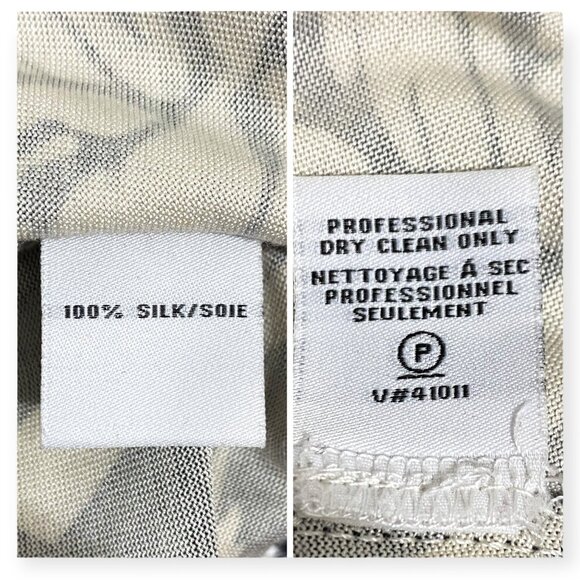 100% SILK/SOIE
PROFESSIONAL
DRY CLEAN ONLY
NETTOYAGE Á SEC
PROFESSIONNEL
SEULEMENT
P
V#41011